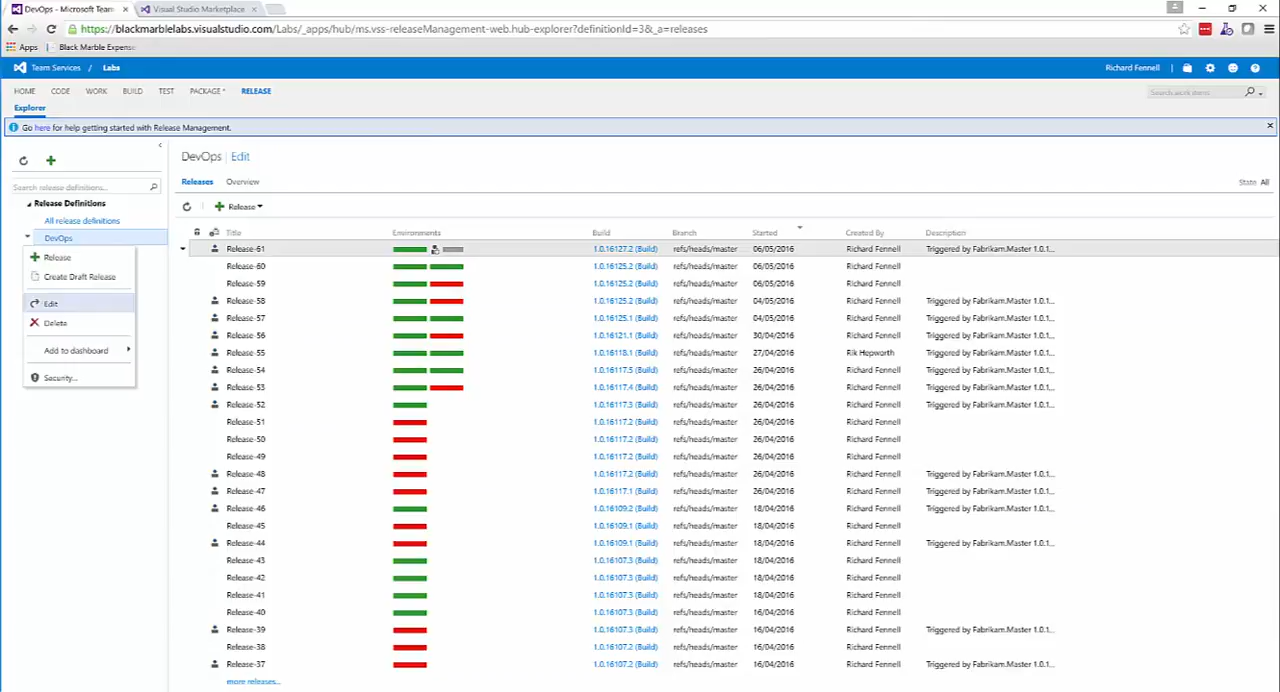 DevOps - Microsoft Team
Visual Studio Marketplace
https://blackmarblelabs.visualstudio.com/Labs/_apps/hub/ms.vss-releaseManagement-web.hub-explorer?definitionId=3&_a=releases
Apps Black Marble Expense
Team Services / Labs Richard Fennell
HOME CODE WORK BUILD TEST PACKAGE* RELEASE Search work items
Explorer
Go here for help getting started with Release Management.
DevOps | Edit
Releases Overview State All
Search release definitions...
Release Definitions
All release definitions
DevOps
Release
Create Draft Release
Edit
Delete
Add to dashboard
Security...
Release
Title Environments Build Branch Started Created By Description
Release-61 1.0.16127.2 (Build) refs/heads/master 06/05/2016 Richard Fennell Triggered by Fabrikam.Master 1.0.1...
Release-60 1.0.16125.2 (Build) refs/heads/master 06/05/2016 Richard Fennell
Release-59 1.0.16125.2 (Build) refs/heads/master 06/05/2016 Richard Fennell
Release-58 1.0.16125.2 (Build) refs/heads/master 04/05/2016 Richard Fennell Triggered by Fabrikam.Master 1.0.1...
Release-57 1.0.16125.1 (Build) refs/heads/master 04/05/2016 Richard Fennell Triggered by Fabrikam.Master 1.0.1...
Release-56 1.0.16121.1 (Build) refs/heads/master 30/04/2016 Richard Fennell Triggered by Fabrikam.Master 1.0.1...
Release-55 1.0.16118.1 (Build) refs/heads/master 27/04/2016 Rik Hepworth Triggered by Fabrikam.Master 1.0.1...
Release-54 1.0.16117.5 (Build) refs/heads/master 26/04/2016 Richard Fennell Triggered by Fabrikam.Master 1.0.1...
Release-53 1.0.16117.4 (Build) refs/heads/master 26/04/2016 Richard Fennell Triggered by Fabrikam.Master 1.0.1...
Release-52 1.0.16117.3 (Build) refs/heads/master 26/04/2016 Richard Fennell Triggered by Fabrikam.Master 1.0.1...
Release-51 1.0.16117.2 (Build) refs/heads/master 26/04/2016 Richard Fennell
Release-50 1.0.16117.2 (Build) refs/heads/master 26/04/2016 Richard Fennell
Release-49 1.0.16117.2 (Build) refs/heads/master 26/04/2016 Richard Fennell
Release-48 1.0.16117.2 (Build) refs/heads/master 26/04/2016 Richard Fennell Triggered by Fabrikam.Master 1.0.1...
Release-47 1.0.16117.1 (Build) refs/heads/master 26/04/2016 Richard Fennell Triggered by Fabrikam.Master 1.0.1...
Release-46 1.0.16109.2 (Build) refs/heads/master 18/04/2016 Richard Fennell Triggered by Fabrikam.Master 1.0.1...
Release-45 1.0.16109.1 (Build) refs/heads/master 18/04/2016 Richard Fennell
Release-44 1.0.16109.1 (Build) refs/heads/master 18/04/2016 Richard Fennell Triggered by Fabrikam.Master 1.0.1...
Release-43 1.0.16107.3 (Build) refs/heads/master 18/04/2016 Richard Fennell
Release-42 1.0.16107.3 (Build) refs/heads/master 18/04/2016 Richard Fennell
Release-41 1.0.16107.3 (Build) refs/heads/master 18/04/2016 Richard Fennell
Release-40 1.0.16107.3 (Build) refs/heads/master 16/04/2016 Richard Fennell
Release-39 1.0.16107.3 (Build) refs/heads/master 16/04/2016 Richard Fennell Triggered by Fabrikam.Master 1.0.1...
Release-38 1.0.16107.2 (Build) refs/heads/master 16/04/2016 Richard Fennell
Release-37 1.0.16107.2 (Build) refs/heads/master 16/04/2016 Richard Fennell Triggered by Fabrikam.Master 1.0.1...
more releases...